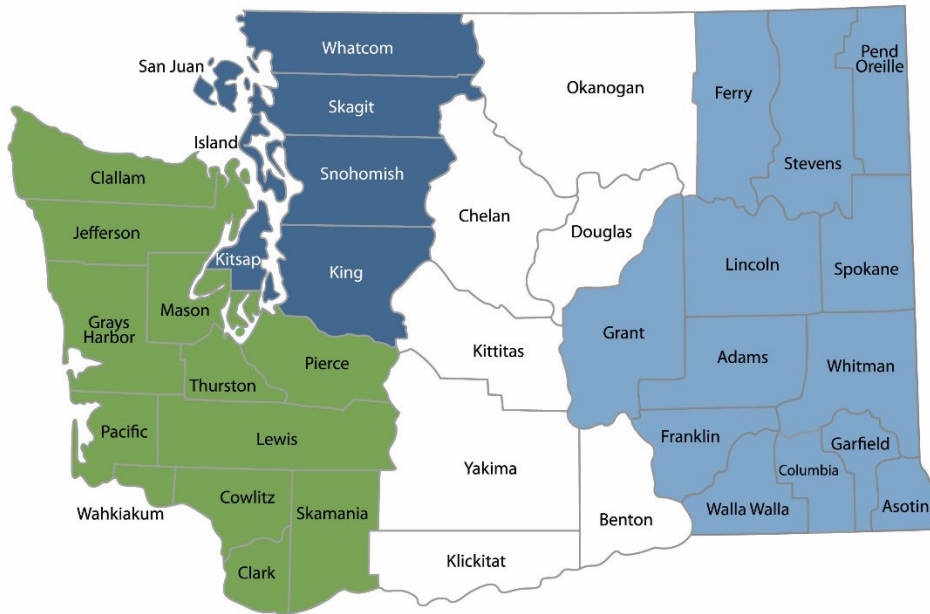 Whatcom
San Juan
Pend
Oreille
Okanogan
Ferry
Skagit
Island
Snohomish
Stevens
Clallam
Chelan
Jefferson
Douglas
Kitsap
King
Lincoln
Spokane
Mason
Grays
Harbor
Grant
Kittitas
Pierce
Adams
Whitman
Thurston
Pacific
Lewis
Franklin
Garfield
Yakima
Columbia
Cowlitz
Wahkiakum
Skamania
Benton
Walla Walla
Asotin
Klickitat
Clark